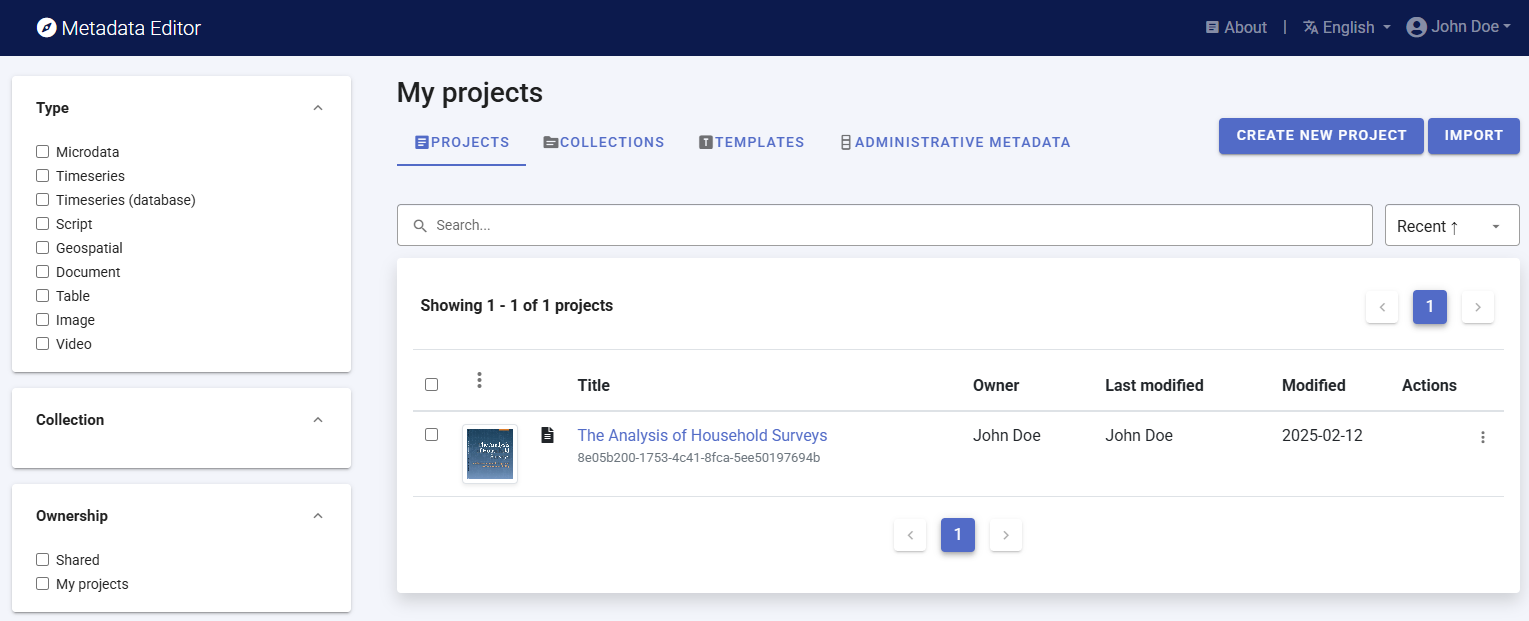 Metadata Editor
About | English John Doe
Type
Microdata
Timeseries
Timeseries (database)
Script
Geospatial
Document
Table
Image
Video
Collection
Ownership
Shared
My projects
My projects
PROJECTS COLLECTIONS TEMPLATES ADMINISTRATIVE METADATA
CREATE NEW PROJECT IMPORT
Search...
Recent ↑
Showing 1 - 1 of 1 projects
1
Title Owner Last modified Modified Actions
The Analysis of Household Surveys John Doe John Doe 2025-02-12
8e05b200-1753-4c41-8fca-5ee50197694b
1